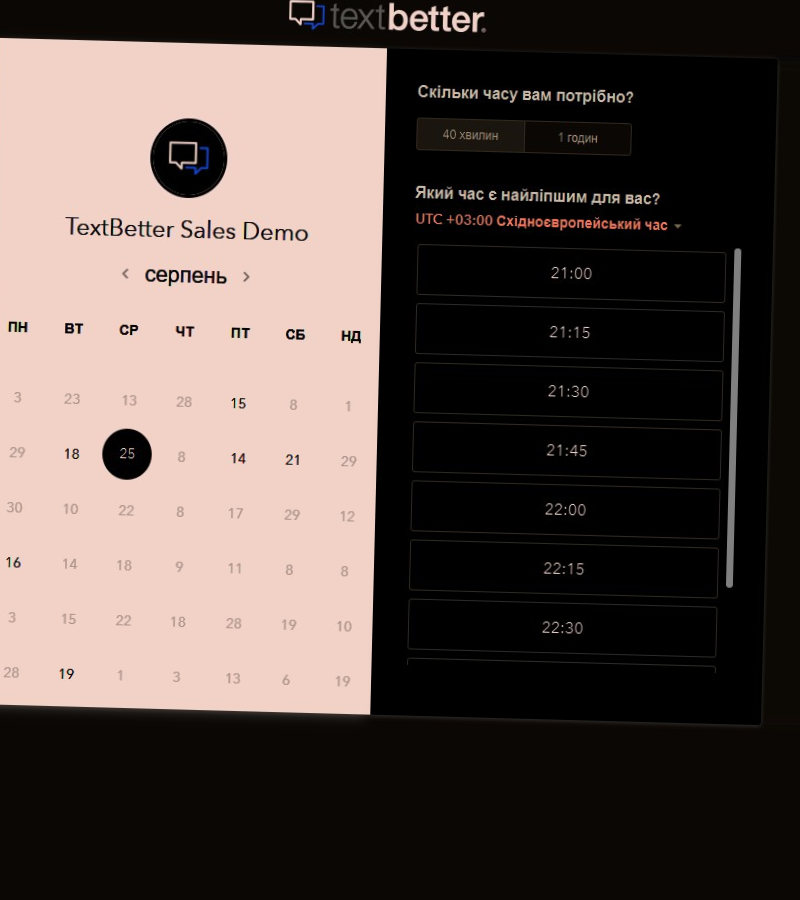 textbetter.
TextBetter Sales Demo
‹ серпень ›
ПН ВТ СР ЧТ ПТ СБ НД
3 23 13 28 15 8 1
29 18 25 8 14 21 29
30 10 22 8 17 29 12
16 14 18 9 11 8 8
3 15 22 18 28 19 10
28 19 1 3 13 6 19
Скільки часу вам потрібно?
40 хвилин 1 годин
Який час є найліпшим для вас?
UTC +03:00 Східноєвропейський час
21:00
21:15
21:30
21:45
22:00
22:15
22:30